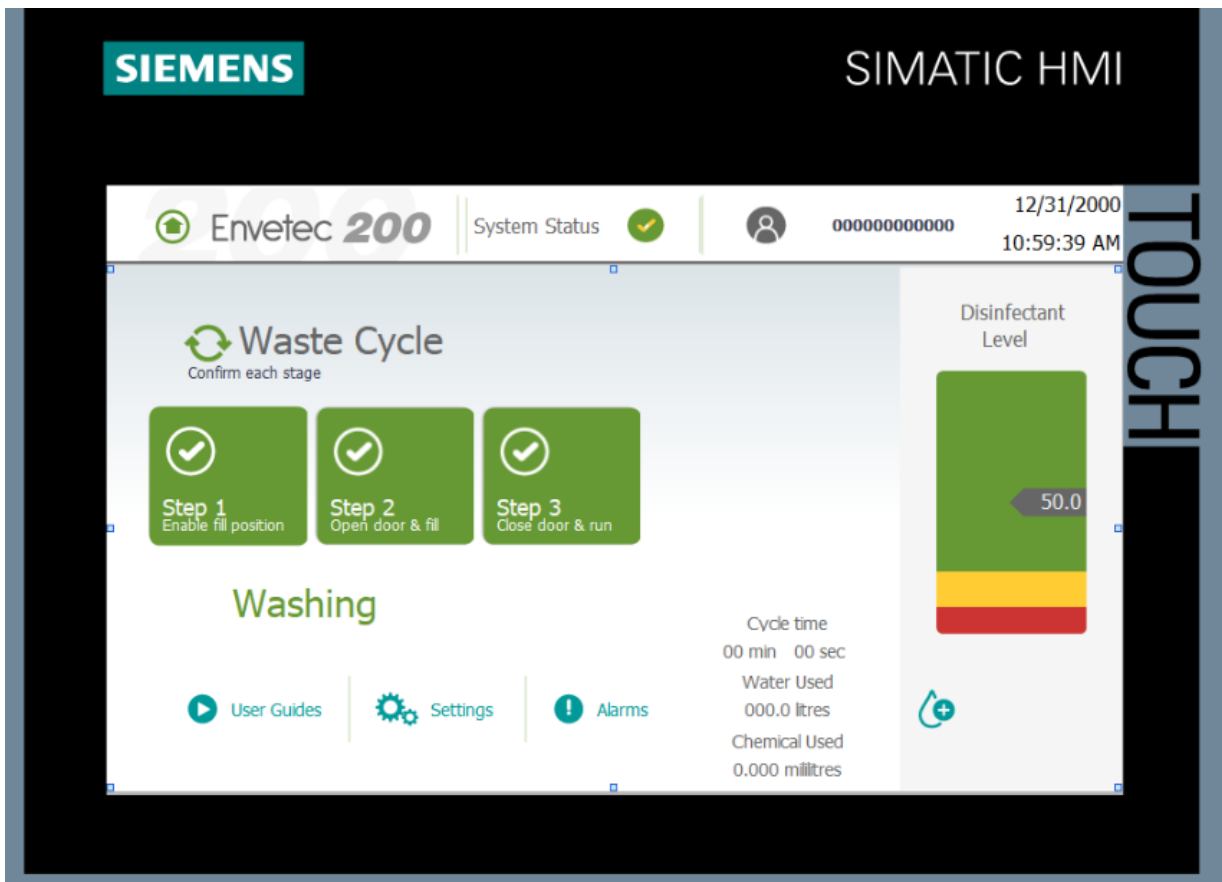 SIEMENS
SIMATIC HMI
TOUCH
200
Envetec 200
System Status
000000000000
12/31/2000
10:59:39 AM
Waste Cycle
Confirm each stage
Step 1
Enable fill position
Step 2
Open door & fill
Step 3
Close door & run
Washing
User Guides
Settings
Alarms
Cycle time
00 min 00 sec
Water Used
000.0 litres
Chemical Used
0.000 millitres
Disinfectant
Level
50.0